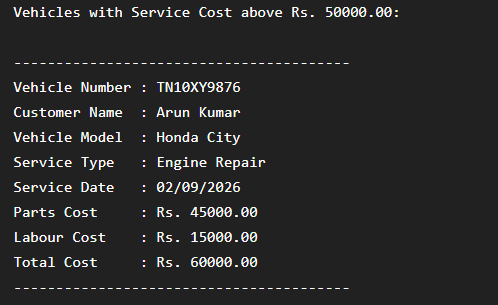 Vehicles with Service Cost above Rs. 50000.00:
----------------------------------------
Vehicle Number : TN10XY9876
Customer Name  : Arun Kumar
Vehicle Model  : Honda City
Service Type   : Engine Repair
Service Date   : 02/09/2026
Parts Cost     : Rs. 45000.00
Labour Cost    : Rs. 15000.00
Total Cost     : Rs. 60000.00
----------------------------------------